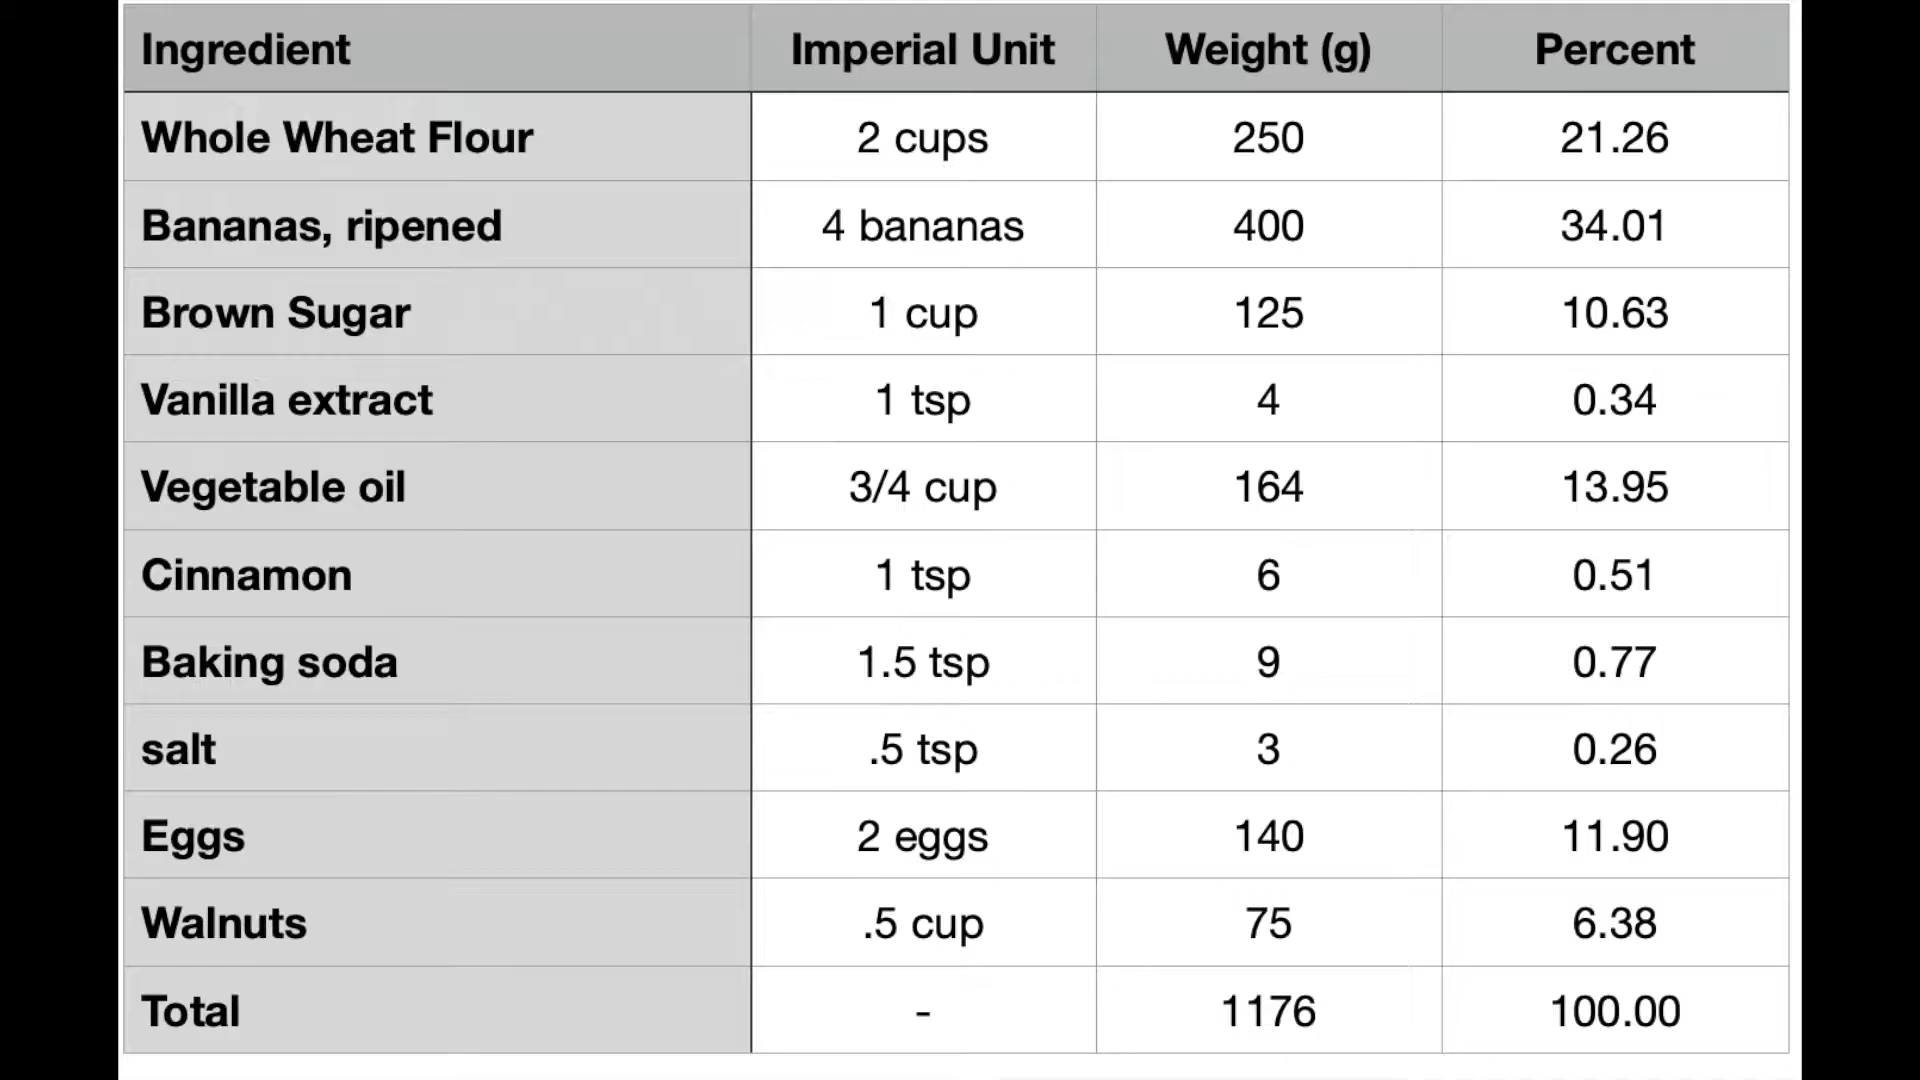 Ingredient Imperial Unit Weight (g) Percent
Whole Wheat Flour 2 cups 250 21.26
Bananas, ripened 4 bananas 400 34.01
Brown Sugar 1 cup 125 10.63
Vanilla extract 1 tsp 4 0.34
Vegetable oil 3/4 cup 164 13.95
Cinnamon 1 tsp 6 0.51
Baking soda 1.5 tsp 9 0.77
salt .5 tsp 3 0.26
Eggs 2 eggs 140 11.90
Walnuts .5 cup 75 6.38
Total - 1176 100.00